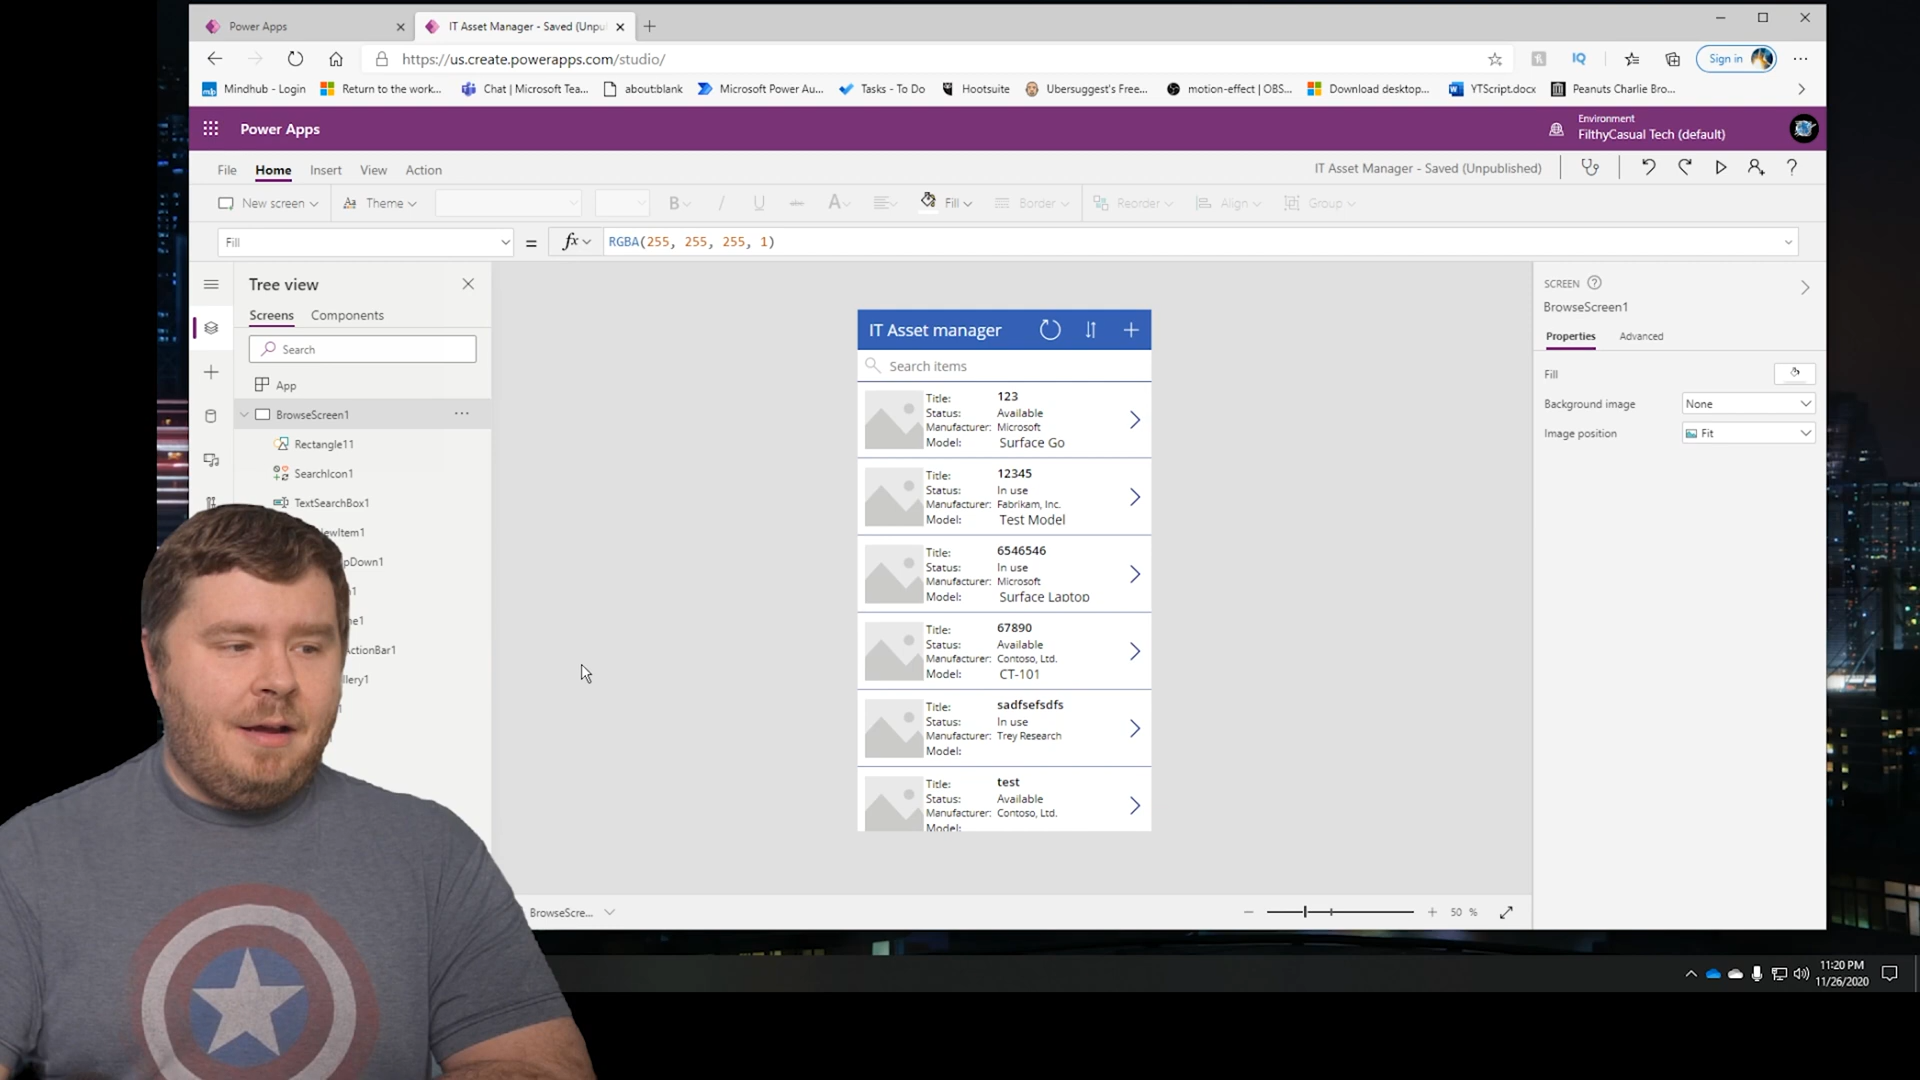 Power Apps
IT Asset Manager - Saved (Unpu
https://us.create.powerapps.com/studio/
Sign in
Mindhub - Login
Return to the work...
Chat | Microsoft Tea...
about:blank
Microsoft Power Au...
Tasks - To Do
Hootsuite
Ubersuggest's Free...
motion-effect | OBS...
Download desktop...
YTScript.docx
Peanuts Charlie Bro...
Power Apps
Environment
FilthyCasual Tech (default)
File
Home
Insert
View
Action
IT Asset Manager - Saved (Unpublished)
New screen
Theme
Fill
Border
Reorder
Align
Group
Fill
= fx RGBA(255, 255, 255, 1)
Tree view
Screens
Components
Search
App
BrowseScreen1
Rectangle11
SearchIcon1
TextSearchBox1
ewItem1
pDown1
ctionBar1
llery1
IT Asset manager
Search items
Title: 123
Status: Available
Manufacturer: Microsoft
Model: Surface Go
Title: 12345
Status: In use
Manufacturer: Fabrikam, Inc.
Model: Test Model
Title: 6546546
Status: In use
Manufacturer: Microsoft
Model: Surface Laptop
Title: 67890
Status: Available
Manufacturer: Contoso, Ltd.
Model: CT-101
Title: sadfsefsdfs
Status: In use
Manufacturer: Trey Research
Model:
Title: test
Status: Available
Manufacturer: Contoso, Ltd.
Model:
SCREEN
BrowseScreen1
Properties
Advanced
Fill
Background image
None
Image position
Fit
BrowseScre...
50 %
11:20 PM
11/26/2020